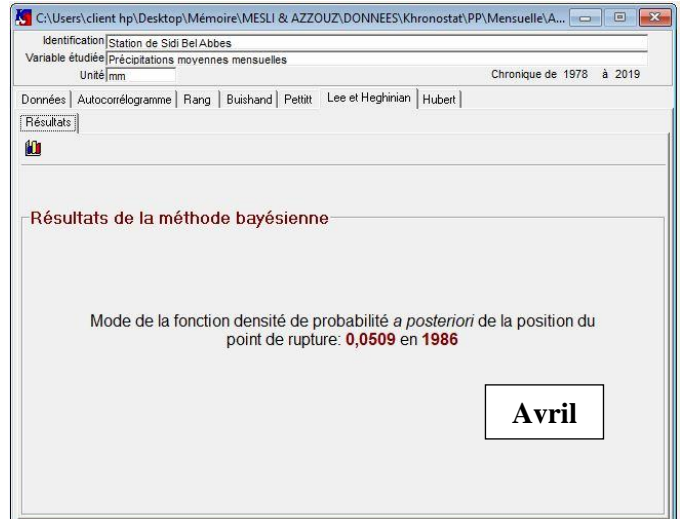 C:\Users\client hp\Desktop\Mémoire\MESLI & AZZOUZ\DONNEES\Khronostat\PP\Mensuelle\A...
Identification Station de Sidi Bel Abbes
Variable étudiée Précipitations moyennes mensuelles
Unité mm Chronique de 1978 à 2019
Données Autocorrélogramme Rang Buishand Pettitt Lee et Heghinian Hubert
Résultats
Résultats de la méthode bayésienne
Mode de la fonction densité de probabilité a posteriori de la position du
point de rupture: 0,0509 en 1986
Avril